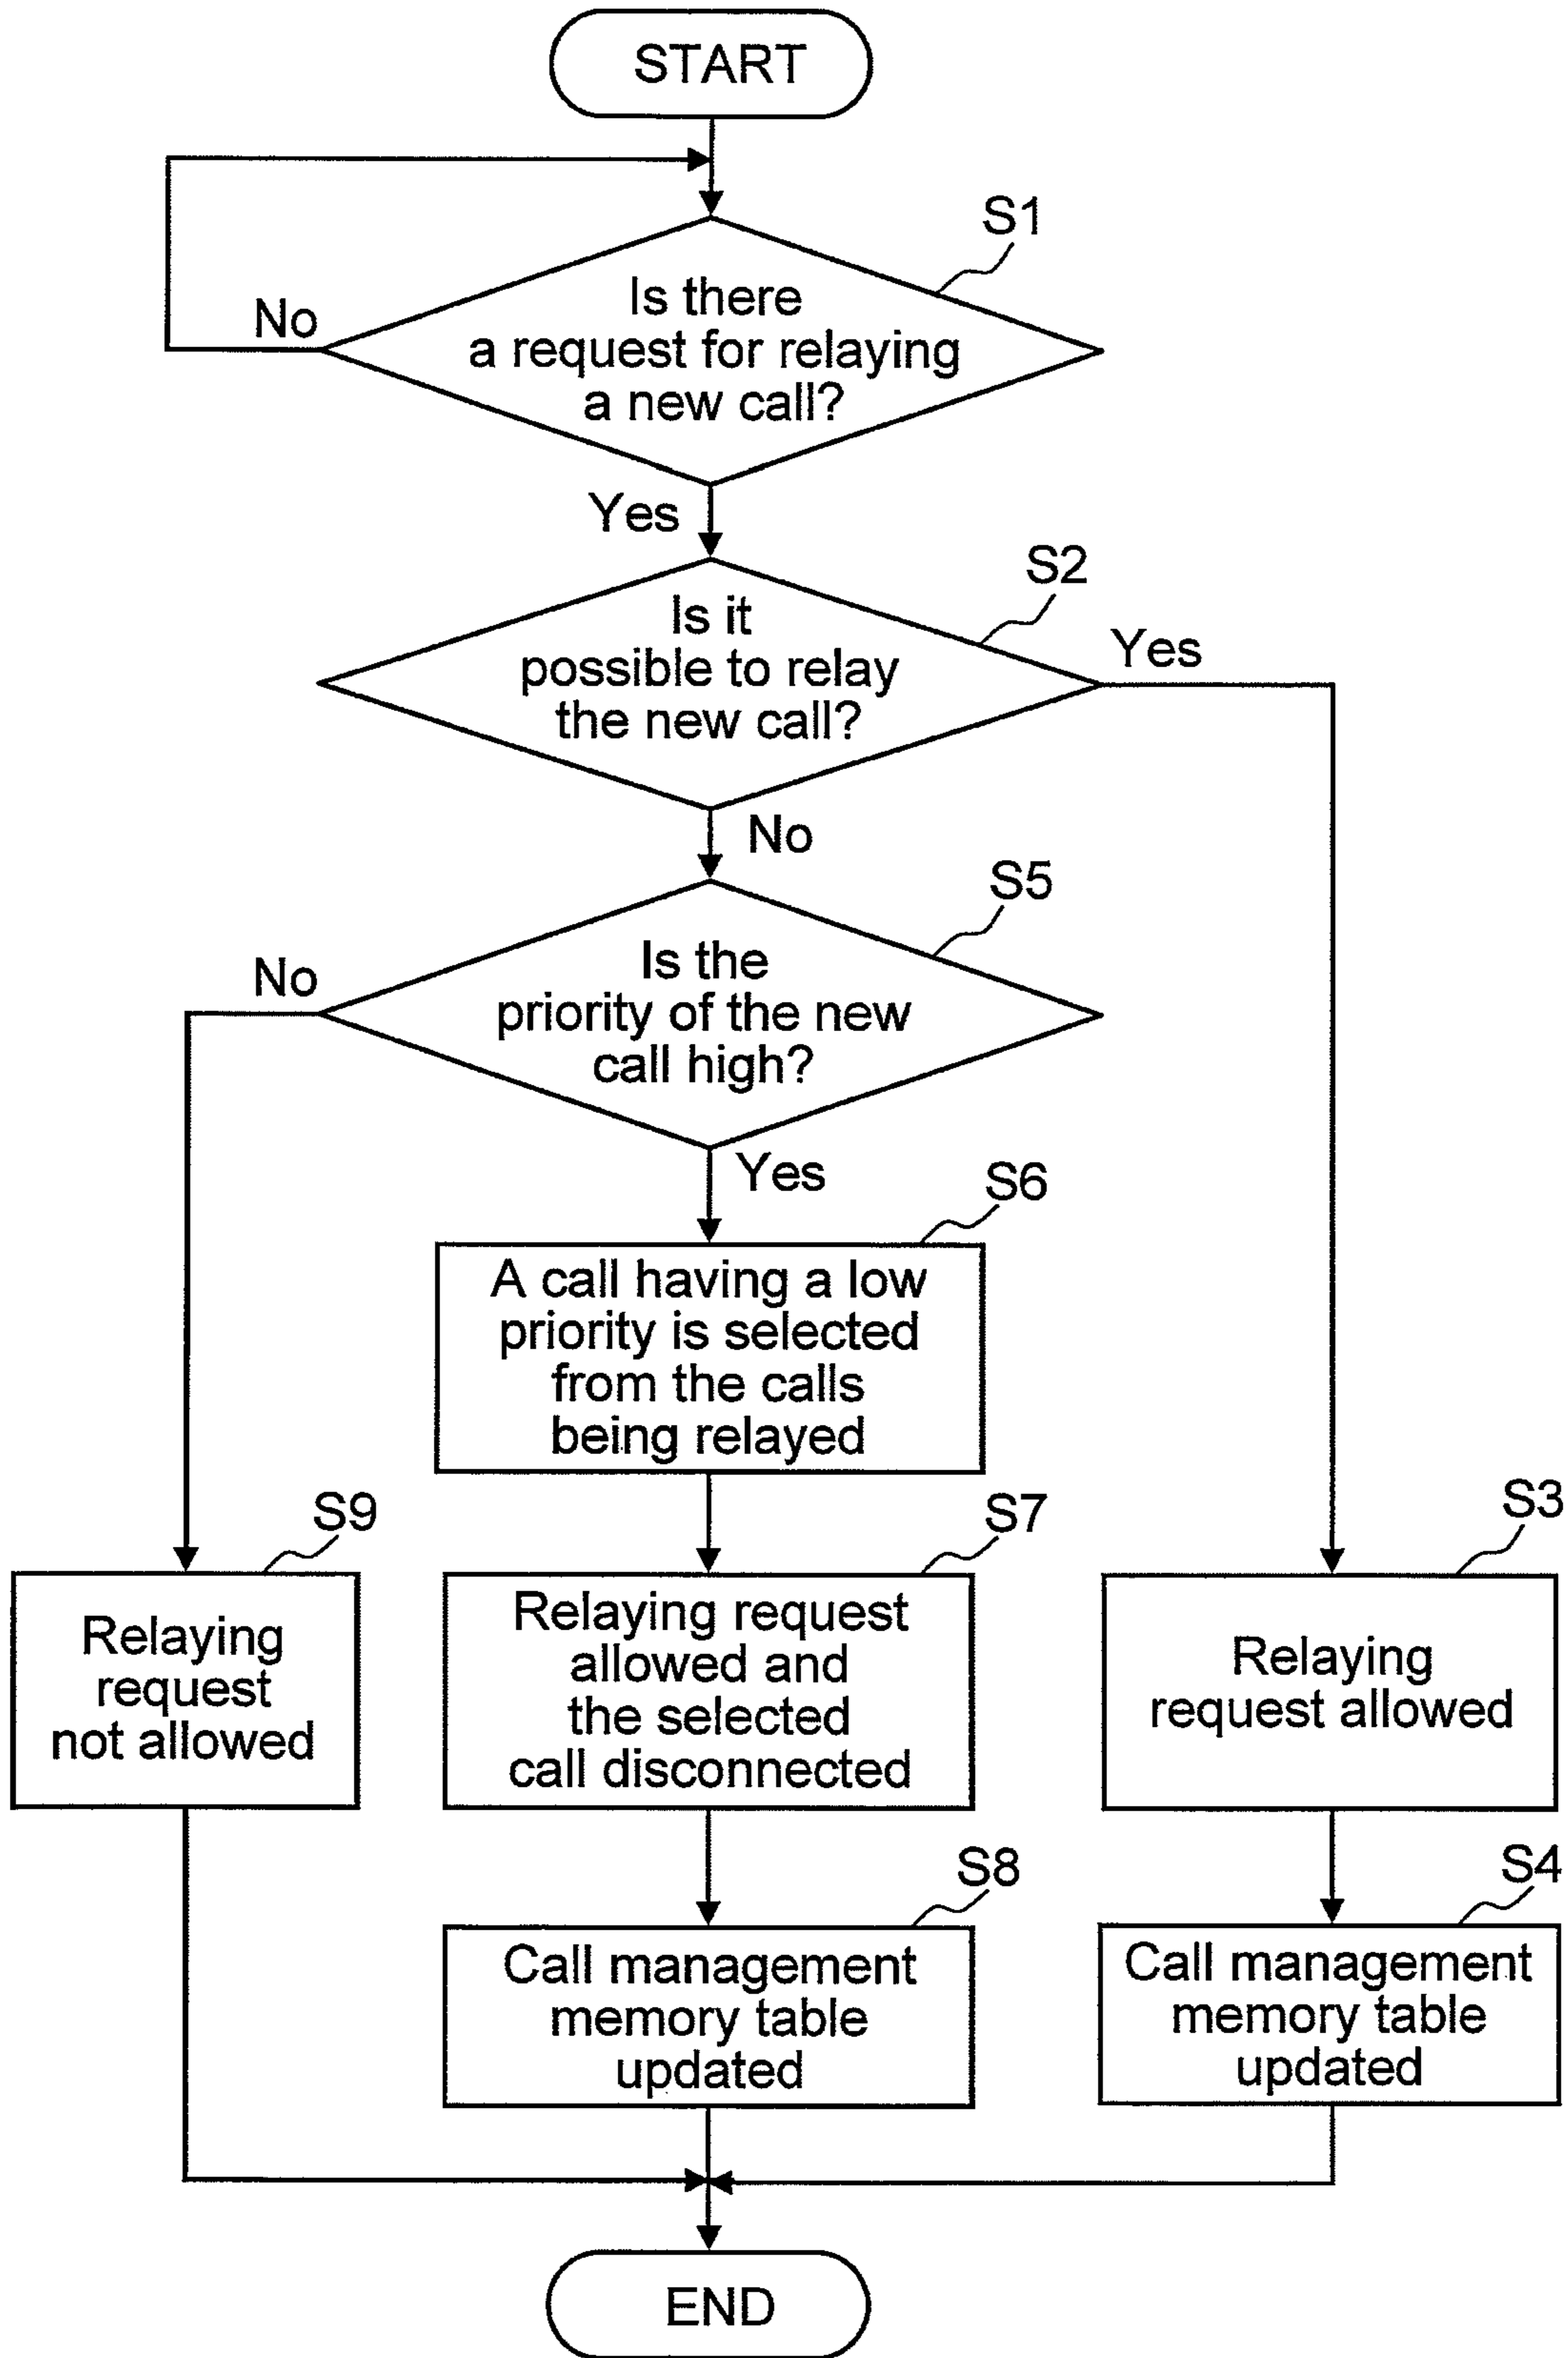 START
S1
Is there
a request for relaying
a new call?
No
Yes
S2
Is it
possible to relay
the new call?
Yes
No
S5
Is the
priority of the new
call high?
No
Yes
S6
A call having a low
priority is selected
from the calls
being relayed
S9
Relaying
request
not allowed
S7
Relaying request
allowed and
the selected
call disconnected
S3
Relaying
request allowed
S8
Call management
memory table
updated
S4
Call management
memory table
updated
END